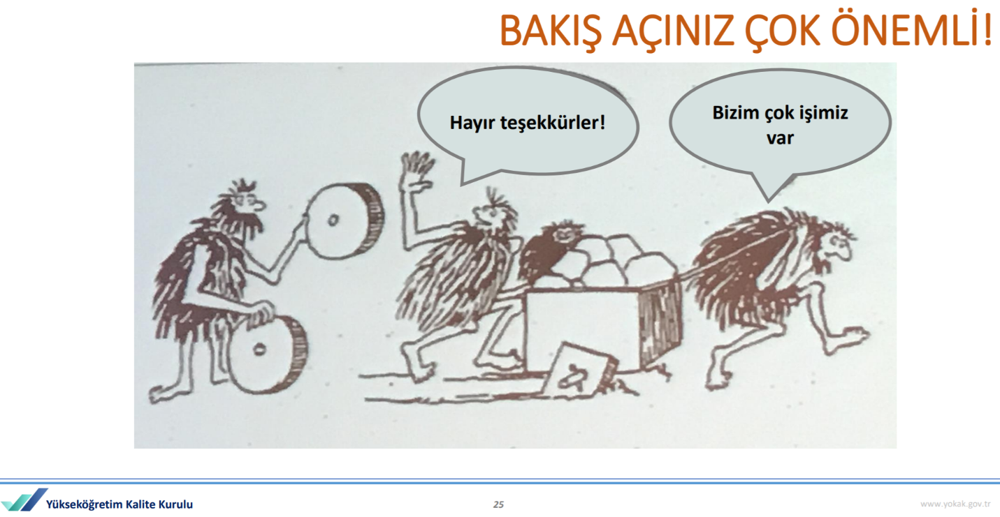 BAKIŞ AÇINIZ ÇOK ÖNEMLİ!
Hayır teşekkürler!
Bizim çok işimiz
var
Yükseköğretim Kalite Kurulu
25
www.yokak.gov.tr